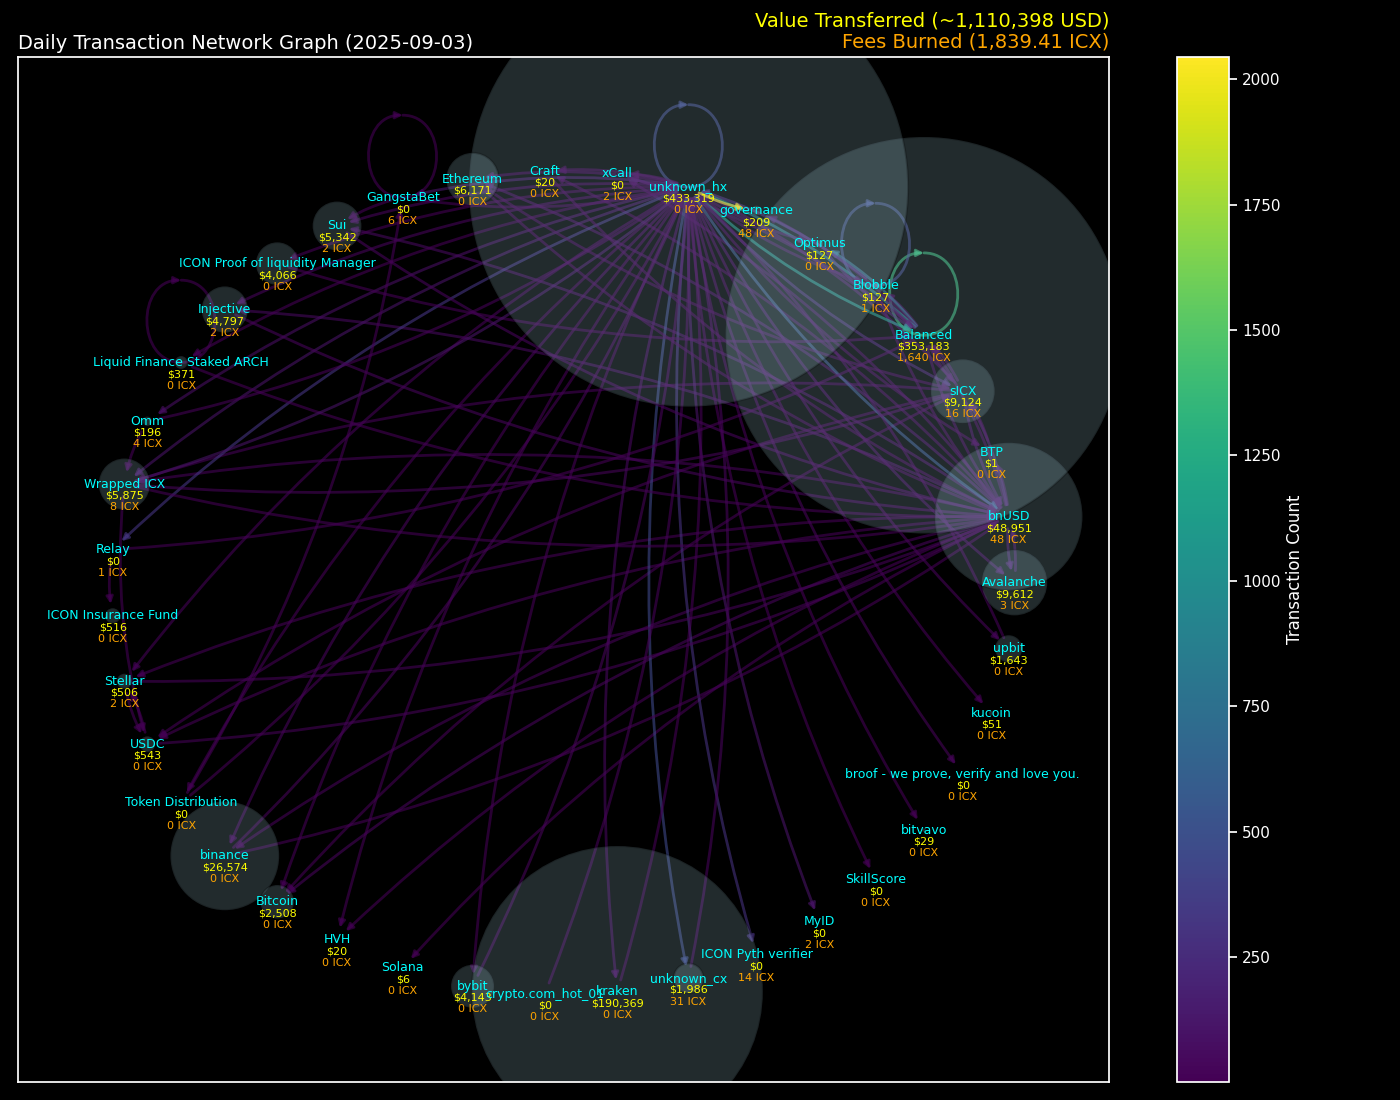 Value Transferred (~1,110,398 USD)
Daily Transaction Network Graph (2025-09-03)
Fees Burned (1,839.41 ICX)
Craft
$20
0 ICX
xCall
$0
2 ICX
Ethereum
$6,171
0 ICX
unknown_hx
$433,319
0 ICX
GangstaBet
$0
6 ICX
governance
$209
48 ICX
Sui
$5,342
2 ICX
Optimus
$127
0 ICX
ICON Proof of liquidity Manager
$4,066
0 ICX
Blobble
$127
1 ICX
Injective
$4,797
2 ICX
Balanced
$353,183
1,640 ICX
Liquid Finance Staked ARCH
$371
0 ICX
sICX
$9,124
16 ICX
Omm
$196
4 ICX
BTP
$1
0 ICX
Wrapped ICX
$5,875
8 ICX
bnUSD
$48,951
48 ICX
Relay
$0
1 ICX
Avalanche
$9,612
3 ICX
ICON Insurance Fund
$516
0 ICX
upbit
$1,643
0 ICX
Stellar
$506
2 ICX
kucoin
$51
0 ICX
USDC
$543
0 ICX
broof - we prove, verify and love you.
$0
0 ICX
Token Distribution
$0
0 ICX
bitvavo
$29
0 ICX
binance
$26,574
0 ICX
SkillScore
$0
0 ICX
Bitcoin
$2,508
0 ICX
MyID
$0
2 ICX
HVH
$20
0 ICX
ICON Pyth verifier
$0
14 ICX
Solana
$6
0 ICX
unknown_cx
$1,986
31 ICX
bybit
$4,143
0 ICX
crypto.com_hot_01
$0
0 ICX
kraken
$190,369
0 ICX
2000
1750
1500
1250
1000
750
500
250
Transaction Count